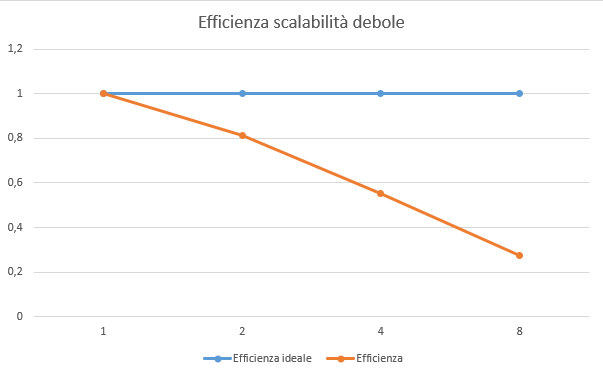 Efficienza scalabilità debole
1,2
1
0,8
0,6
0,4
0,2
0
1 2 4 8
Efficienza ideale Efficienza